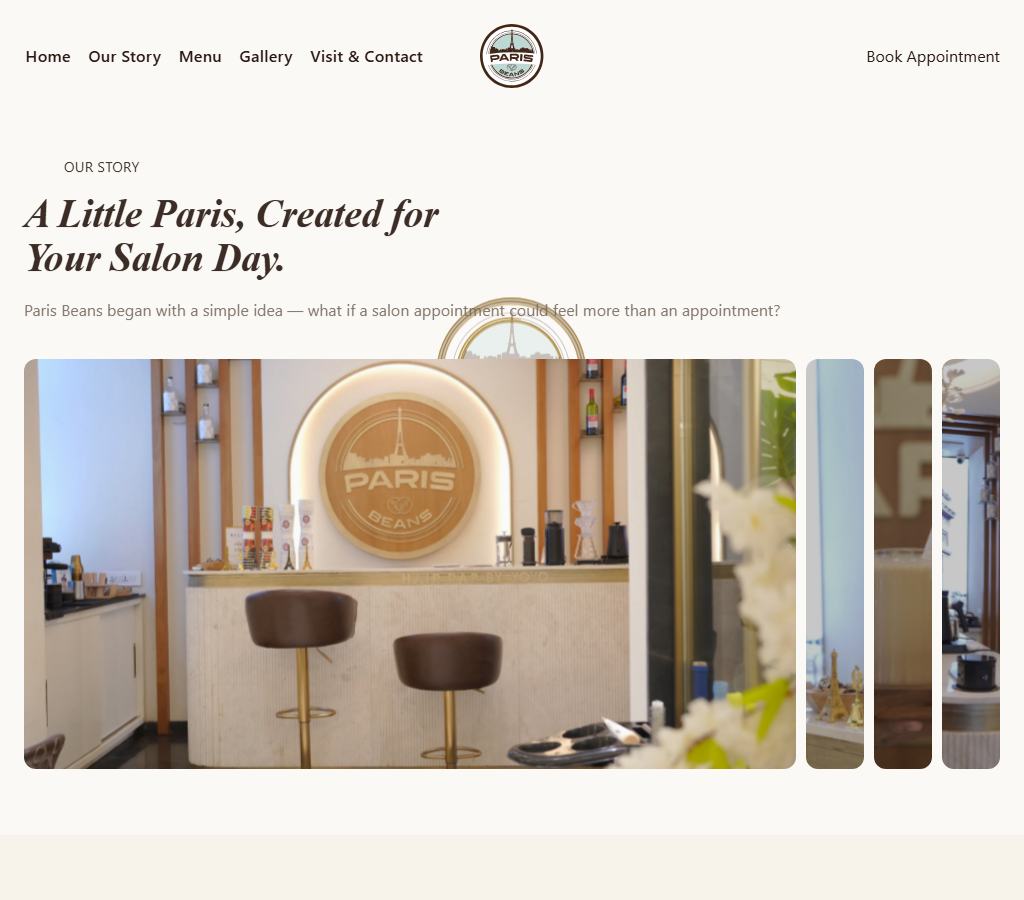 Home Our Story Menu Gallery Visit & Contact
PARIS
BEANS
Book Appointment
OUR STORY
A Little Paris, Created for
Your Salon Day.
Paris Beans began with a simple idea — what if a salon appointment could feel more than an appointment?
PARIS
BEANS